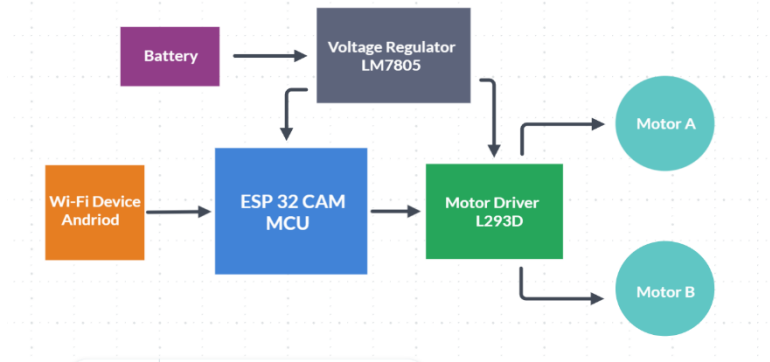 Battery
Voltage Regulator
LM7805
Motor A
Wi-Fi Device
Andriod
ESP 32 CAM
MCU
Motor Driver
L293D
Motor B